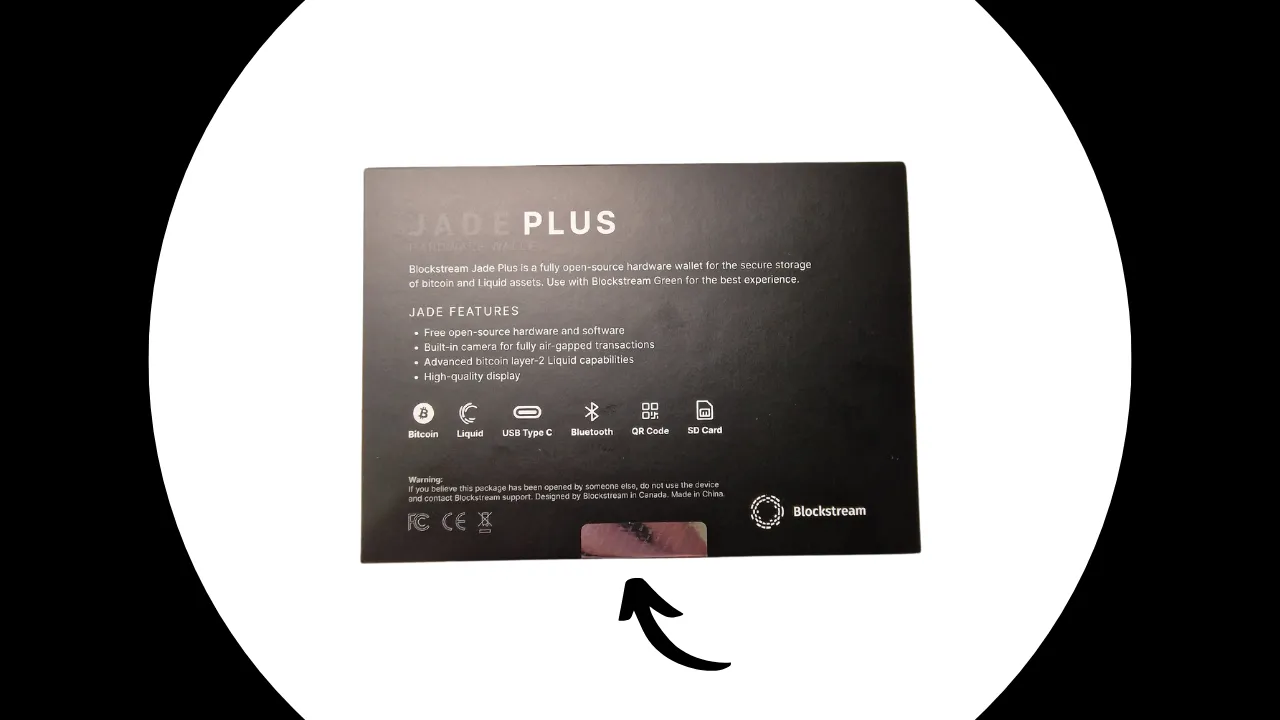 JADE PLUS
HARDWARE WALLET
Blockstream Jade Plus is a fully open-source hardware wallet for the secure storage
of bitcoin and Liquid assets. Use with Blockstream Green for the best experience.
JADE FEATURES
• Free open-source hardware and software
• Built-in camera for fully air-gapped transactions
• Advanced bitcoin layer-2 Liquid capabilities
• High-quality display
Bitcoin Liquid USB Type C Bluetooth QR Code SD Card
Warning:
If you believe this package has been opened by someone else, do not use the device
and contact Blockstream support. Designed by Blockstream in Canada. Made in China.
FC CE
Blockstream